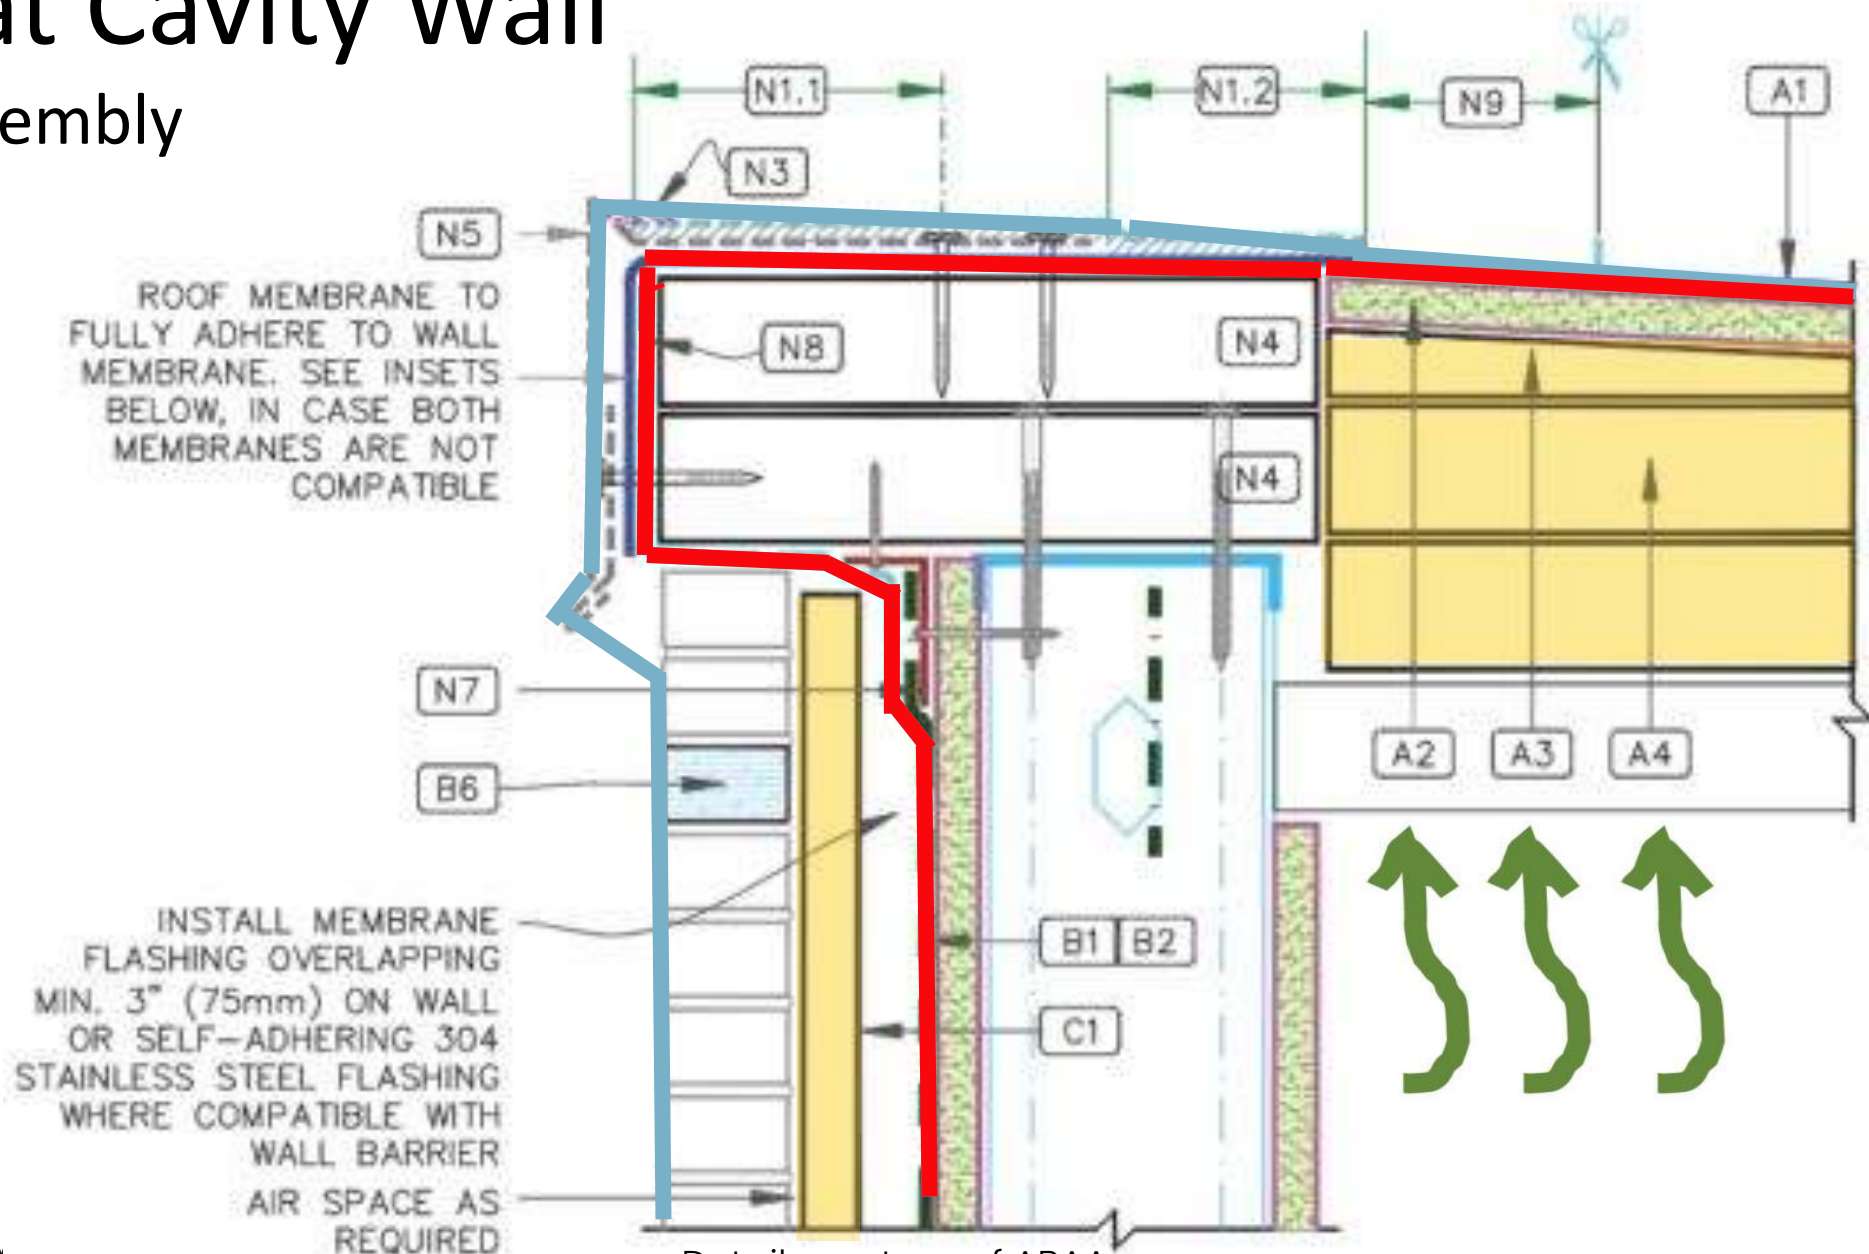 at Cavity Wall
embly
N1.1
N1.2
N9
A1
N3
N5
ROOF MEMBRANE TO
FULLY ADHERE TO WALL
MEMBRANE. SEE INSETS
BELOW, IN CASE BOTH
MEMBRANES ARE NOT
COMPATIBLE
N8
N4
N4
N7
B6
A2
A3
A4
INSTALL MEMBRANE
FLASHING OVERLAPPING
MIN. 3" (75mm) ON WALL
OR SELF-ADHERING 304
STAINLESS STEEL FLASHING
WHERE COMPATIBLE WITH
WALL BARRIER
B1 B2
C1
AIR SPACE AS
REQUIRED